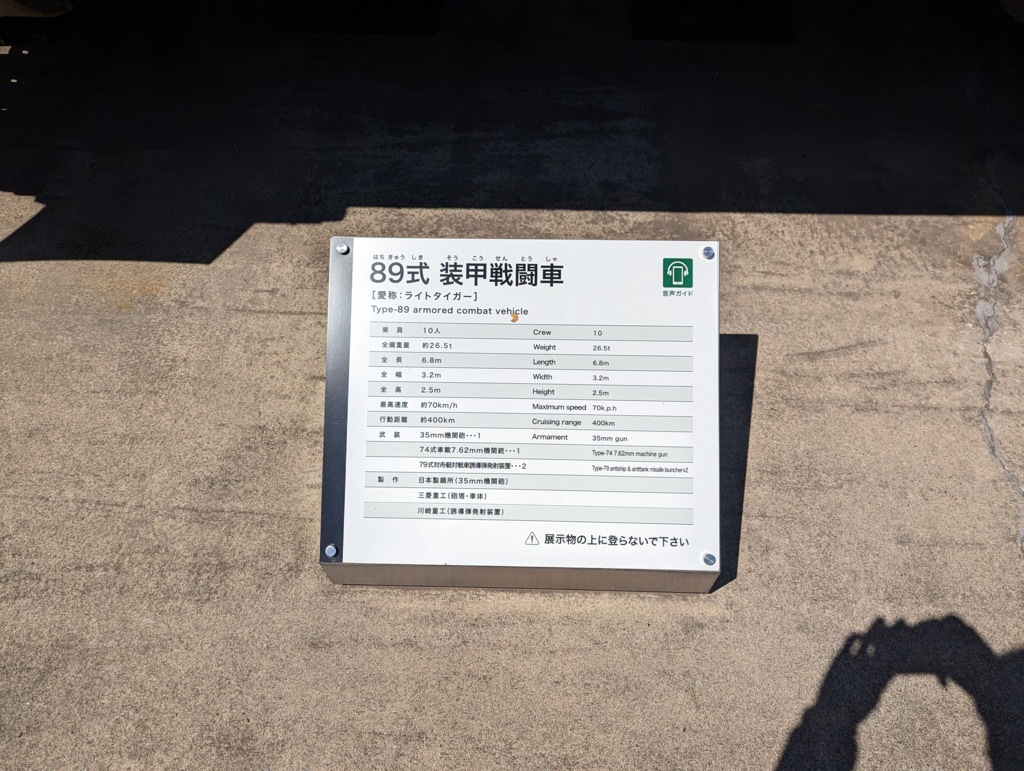 はち きゅう しき そう こう せん とう しゃ
89式 装甲戦闘車
音声ガイド
[愛称:ライトタイガー]
Type-89 armored combat vehicle
乗 員 10人 Crew 10
全備重量 約26.5t Weight 26.5t
全 長 6.8m Length 6.8m
全 幅 3.2m Width 3.2m
全 高 2.5m Height 2.5m
最高速度 約70km/h Maximum speed 70k.p.h
行動距離 約400km Cruising range 400km
武 装 35mm機関砲・・・1 Armament 35mm gun
74式車載7.62mm機関銃・・・1 Type-74 7.62mm machine gun
79式対舟艇対戦車誘導弾発射装置・・・2 Type-79 antiship & antitank missile launcher×2
製 作 日本製鋼所(35mm機関砲)
三菱重工(砲塔・車体)
川崎重工(誘導弾発射装置)
展示物の上に登らないで下さい